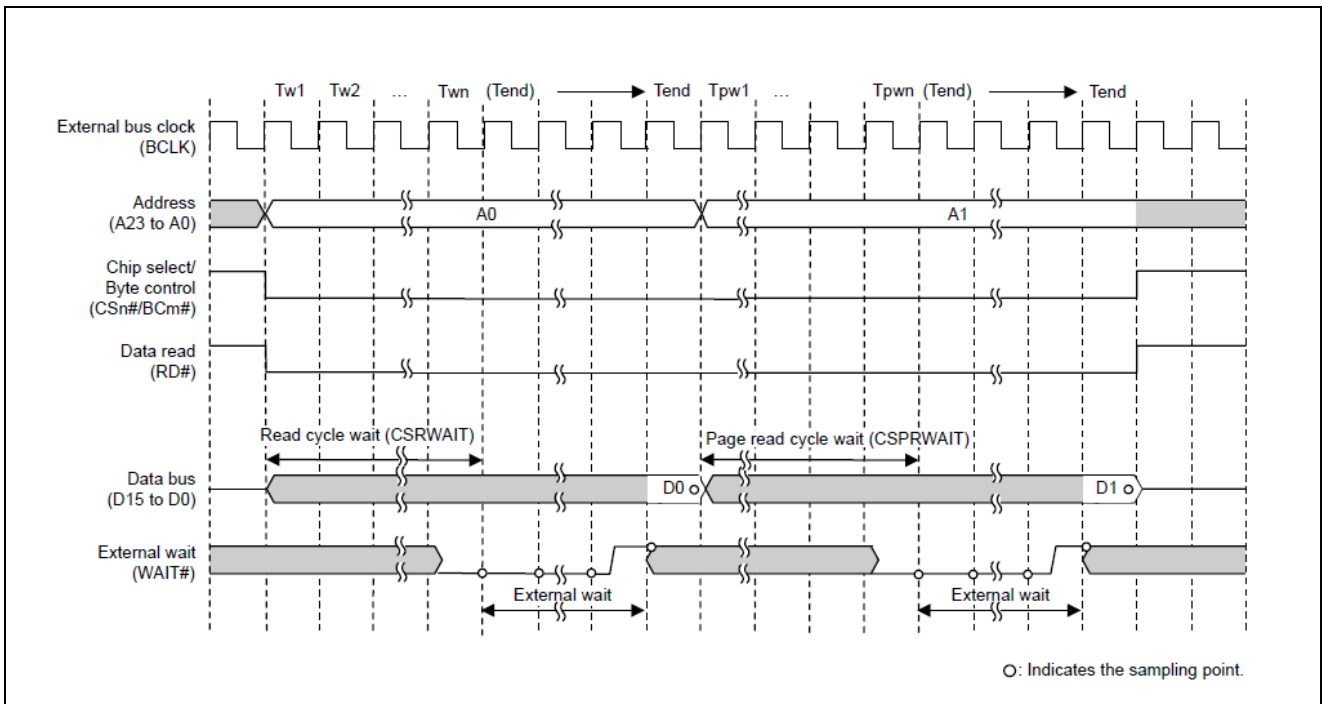 Tw1 Tw2 ... Twn (Tend) Tend Tpw1 ... Tpwn (Tend) Tend
External bus clock
(BCLK)
Address
(A23 to A0)
A0 A1
Chip select/
Byte control
(CSn#/BCm#)
Data read
(RD#)
Read cycle wait (CSRWAIT) Page read cycle wait (CSPRWAIT)
Data bus
(D15 to D0)
D0 D1
External wait
(WAIT#)
External wait External wait
O: Indicates the sampling point.